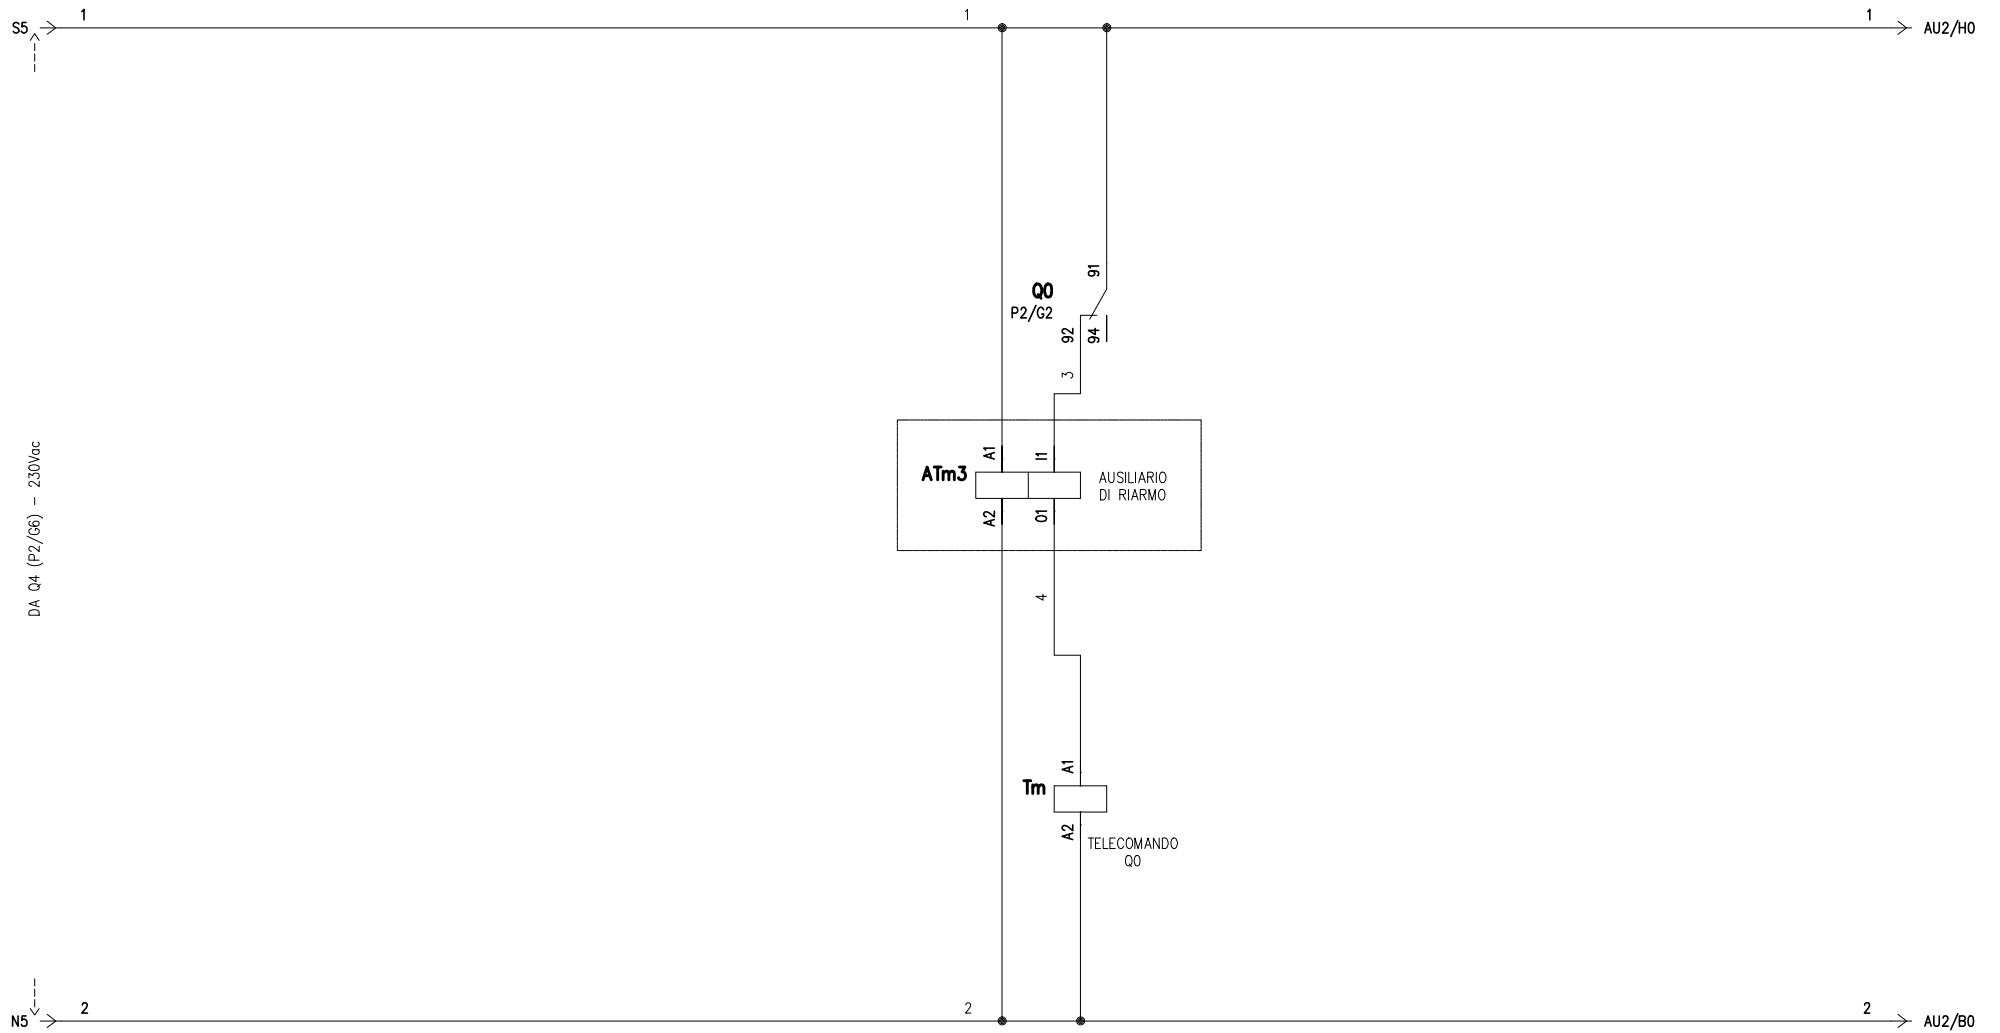 1
1
1
S5
AU2/H0
91
Q0
P2/G2
92
94
3
A1
I1
ATm3
AUSILIARIO
DI RIARMO
A2
O1
DA Q4 (P2/G6) - 230Vac
4
A1
Tm
A2
TELECOMANDO
Q0
2
2
2
N5
AU2/B0